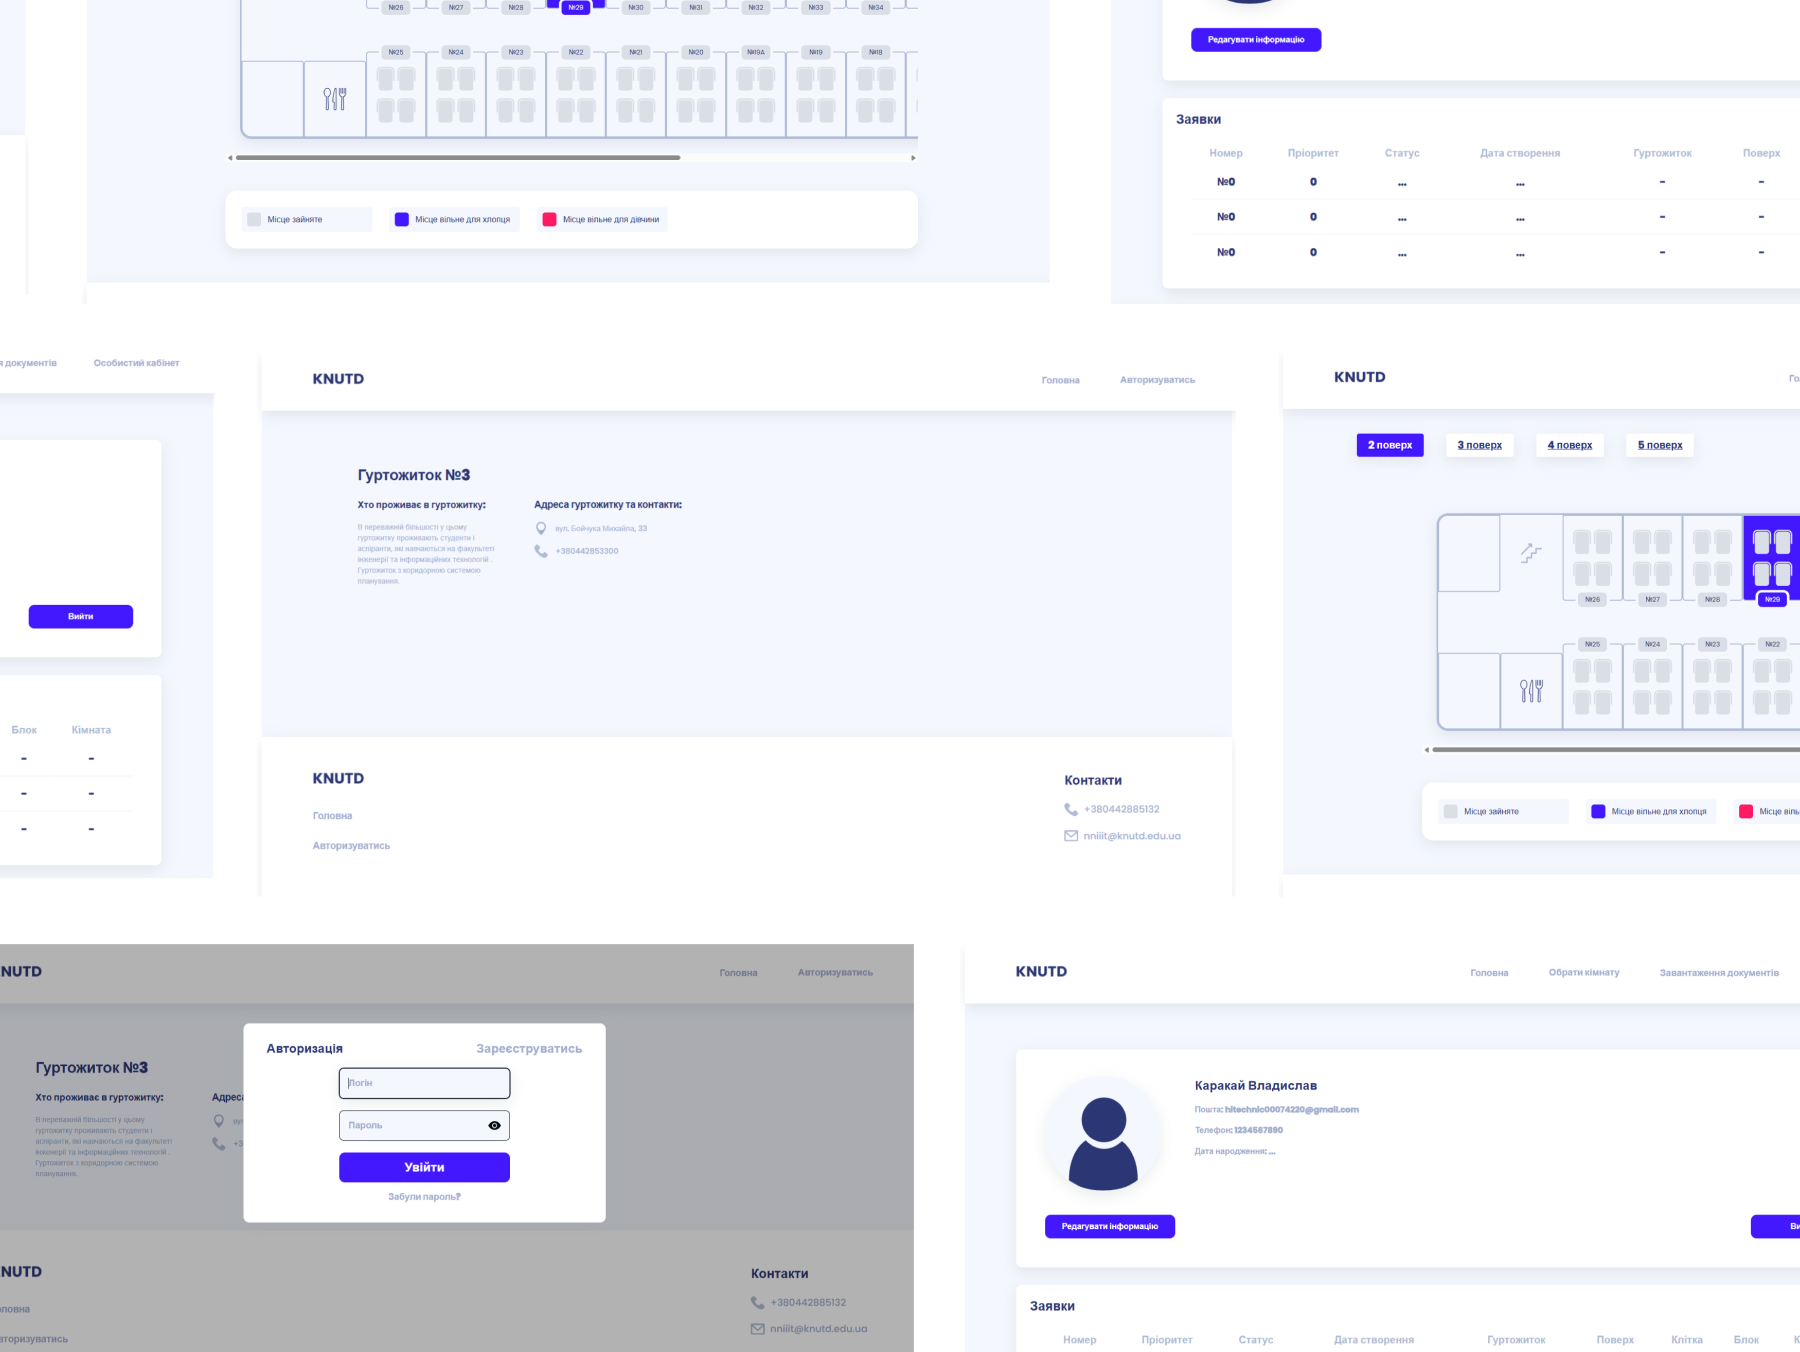 №26 №27 №28 №29 №30 №31 №32 №33 №34
№25 №24 №23 №22 №21 №20 №19А №19 №18
Місце зайняте
Місце вільне для хлопця
Місце вільне для дівчини
Редагувати інформацію
Заявки
Номер Пріоритет Статус Дата створення Гуртожиток Поверх
№0 0 ... ... - -
№0 0 ... ... - -
№0 0 ... ... - -
документів Особистий кабінет
Вийти
Блок Кімната
- -
- -
- -
KNUTD
Головна Авторизуватись
Гуртожиток №3
Хто проживає в гуртожитку:
В переважній більшості у цьому
гуртожитку проживають студенти і
аспіранти, які навчаються на факультеті
інженерії та інформаційних технологій .
Гуртожиток з коридорною системою
планування.
Адреса гуртожитку та контакти:
вул. Бойчука Михайла, 33
+380442853300
KNUTD
Головна
Авторизуватись
Контакти
+380442885132
nniiit@knutd.edu.ua
KNUTD
Го
2 поверх 3 поверх 4 поверх 5 поверх
№26 №27 №28 №29
№25 №24 №23 №22
Місце зайняте
Місце вільне для хлопця
Місце віль
NUTD
Головна Авторизуватись
Гуртожиток №3
Хто проживає в гуртожитку:
В переважній більшості у цьому
гуртожитку проживають студенти і
аспіранти, які навчаються на факультеті
інженерії та інформаційних технологій .
Гуртожиток з коридорною системою
планування.
Адреса
+3
Авторизація Зареєструватись
Логін
Пароль
Увійти
Забули пароль?
NUTD
ловна
вторизуватись
Контакти
+380442885132
nniiit@knutd.edu.ua
KNUTD
Головна Обрати кімнату Завантаження документів
Каракай Владислав
Пошта: hitechnic00074220@gmail.com
Телефон: 1234567890
Дата народження: ...
Редагувати інформацію
Ви
Заявки
Номер Пріоритет Статус Дата створення Гуртожиток Поверх Клітка Блок К